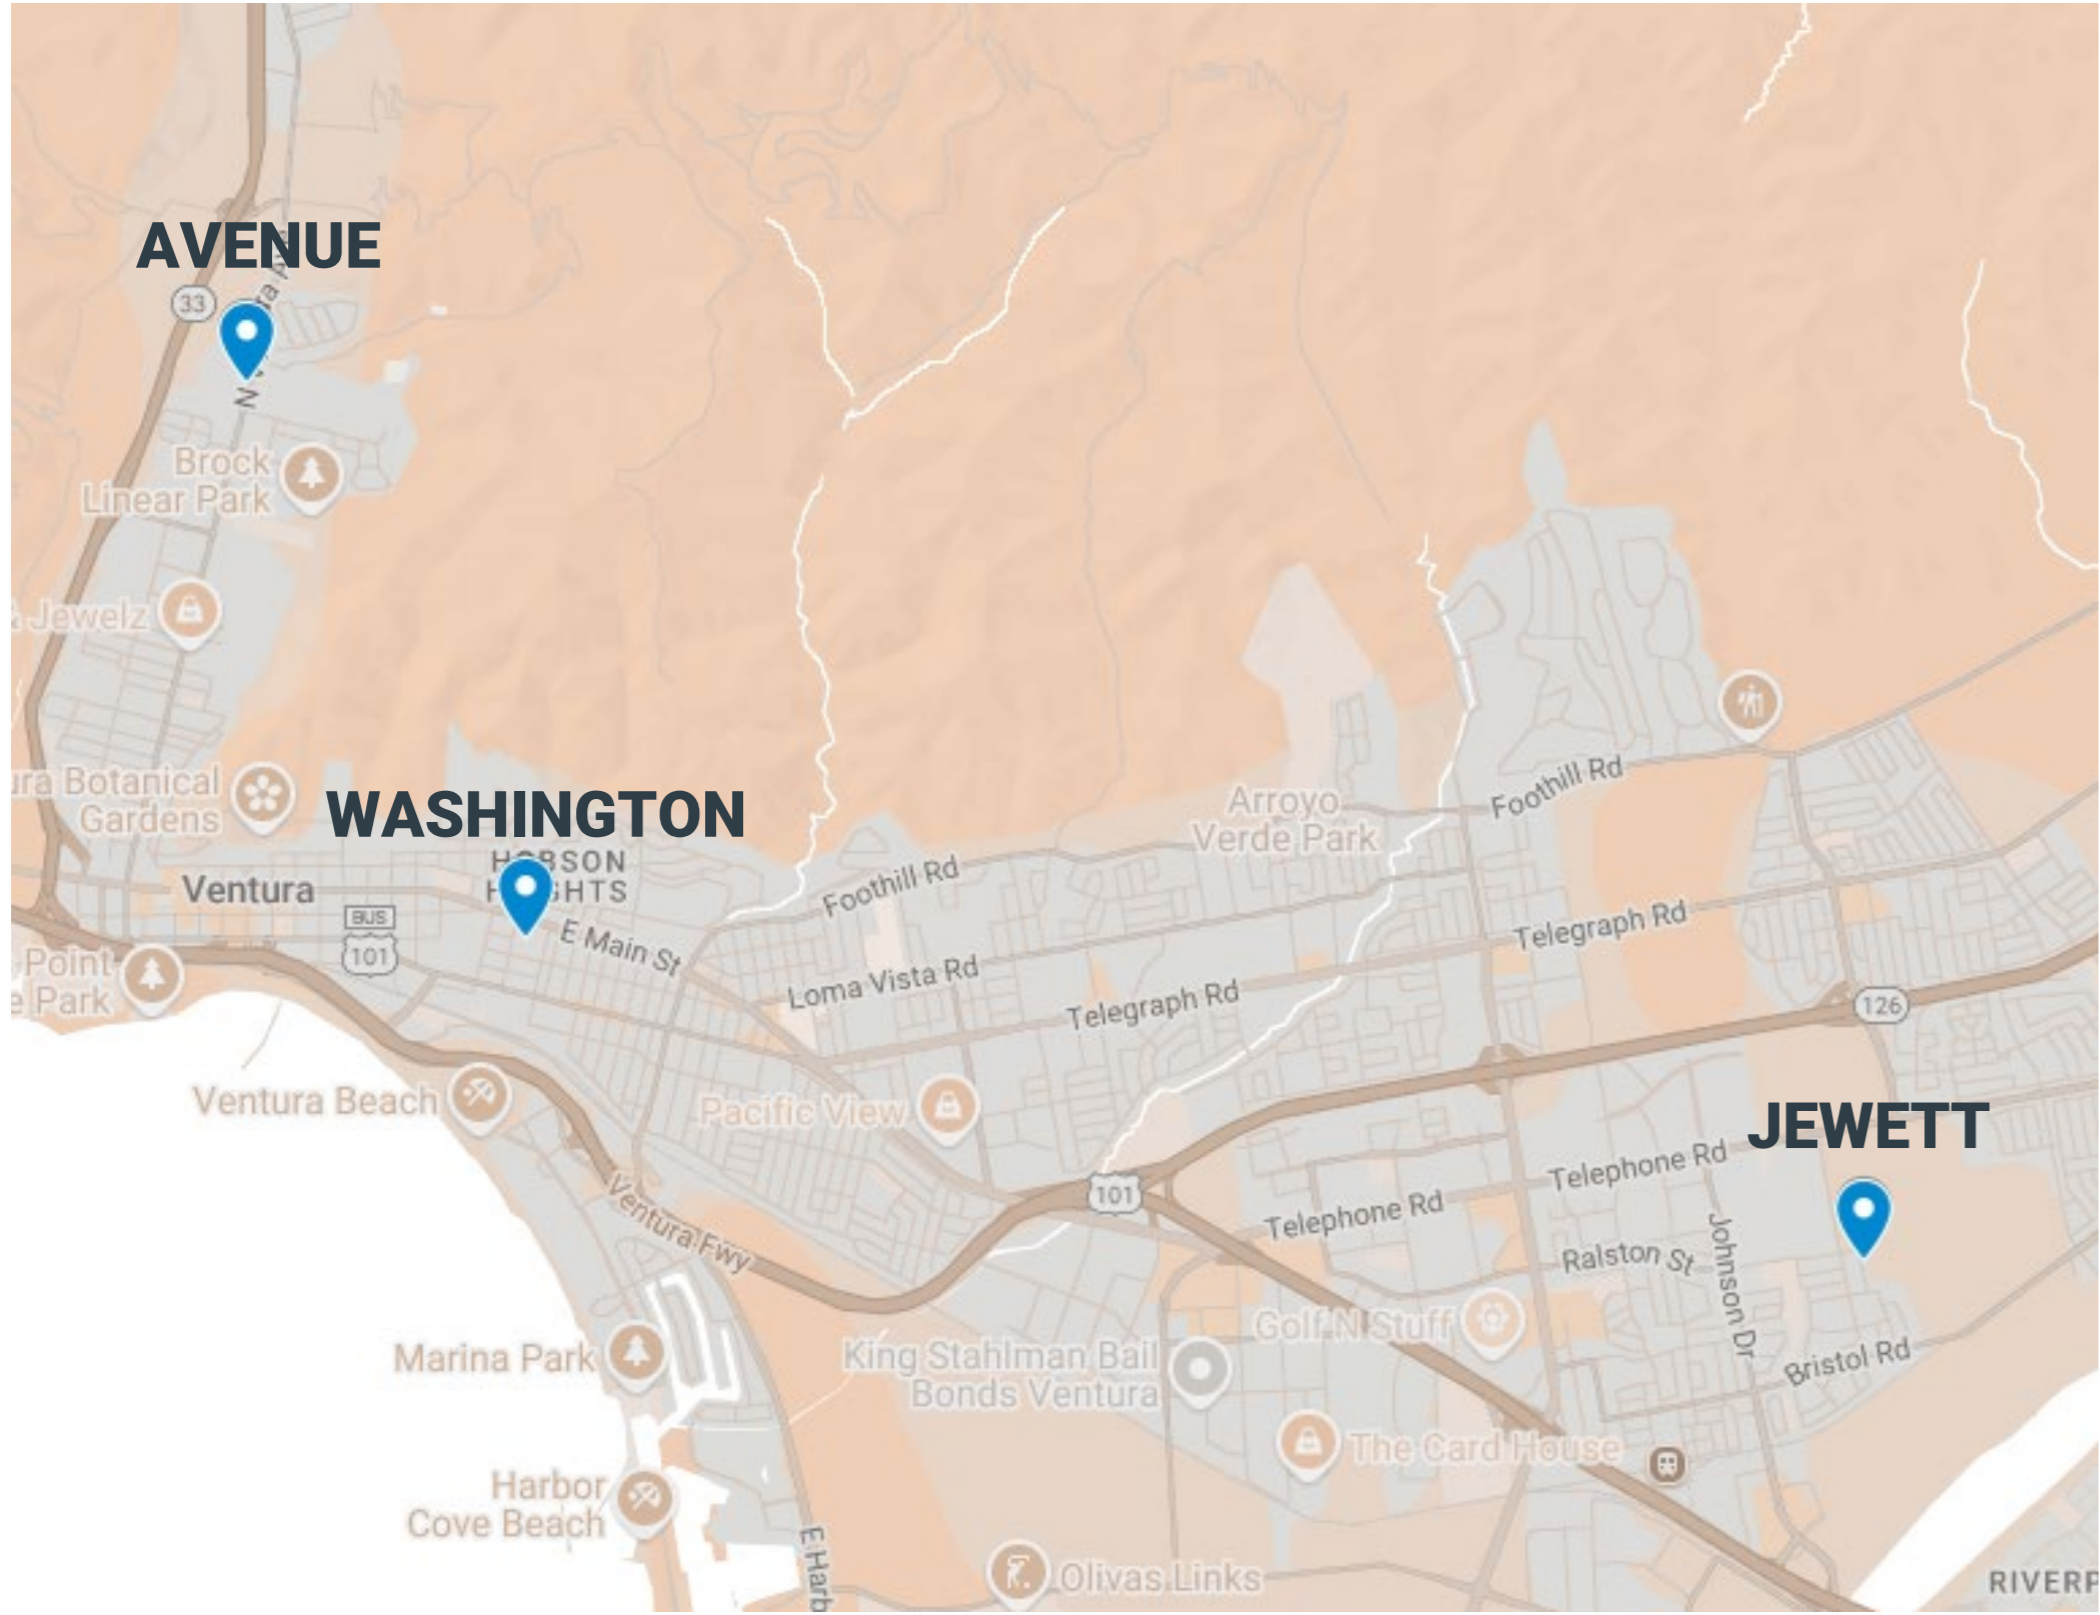 AVENUE
33
N
Brock
Linear Park
& Jewelz
ura Botanical
Gardens
WASHINGTON
HOBSON
HEIGHTS
Ventura
BUS
101
E Main St
Point
e Park
Foothill Rd
Arroyo
Verde Park
Foothill Rd
Loma Vista Rd
Telegraph Rd
Telegraph Rd
126
Ventura Beach
Pacific View
JEWETT
101
Ventura Fwy
Telephone Rd
Telephone Rd
Ralston St
Johnson Dr
Bristol Rd
Marina Park
King Stahlman Bail
Bonds Ventura
Golf N Stuff
The Card House
Harbor
Cove Beach
E Harb
Olivas Links
RIVERP